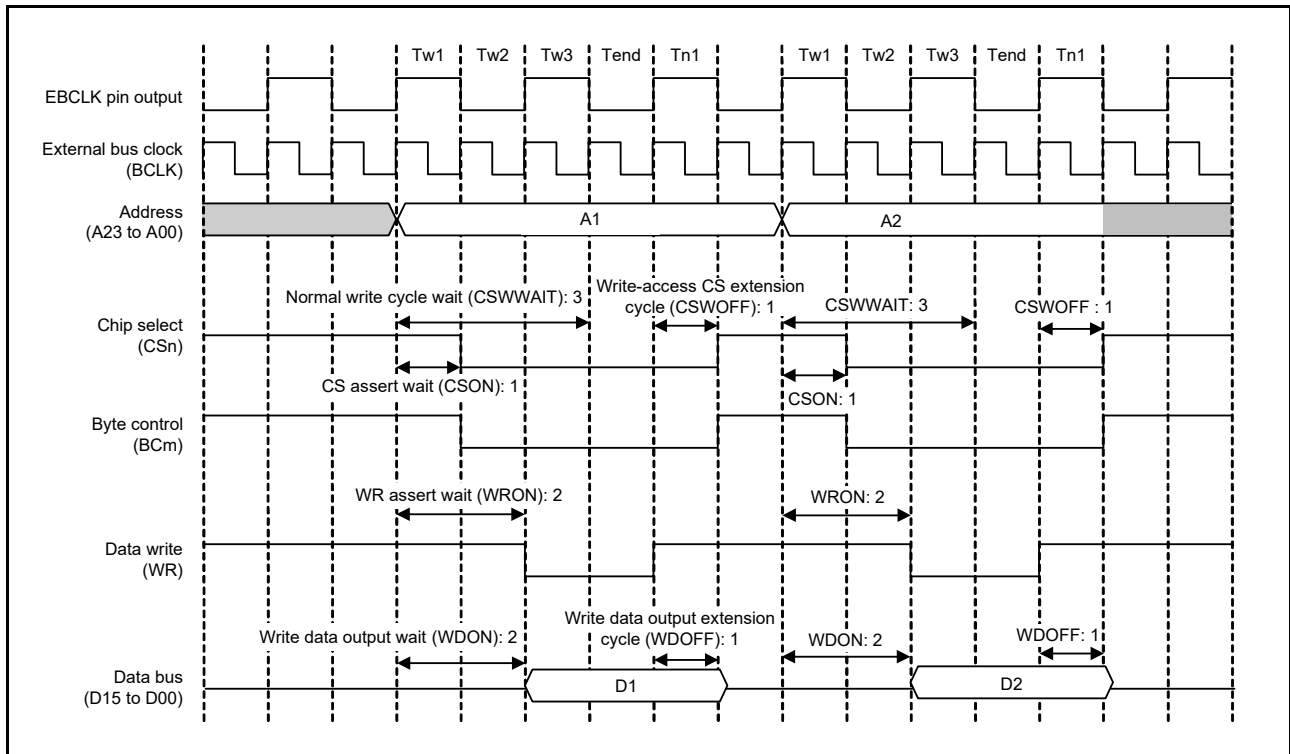 Tw1 Tw2 Tw3 Tend Tn1 Tw1 Tw2 Tw3 Tend Tn1
EBCLK pin output
External bus clock
(BCLK)
Address
(A23 to A00)
A1 A2
Normal write cycle wait (CSWWAIT): 3
Write-access CS extension
cycle (CSWOFF): 1
CSWWAIT: 3
CSWOFF : 1
Chip select
(CSn)
CS assert wait (CSON): 1
CSON: 1
Byte control
(BCm)
WR assert wait (WRON): 2
WRON: 2
Data write
(WR)
Write data output wait (WDON): 2
Write data output extension
cycle (WDOFF): 1
WDON: 2
WDOFF: 1
Data bus
(D15 to D00)
D1 D2